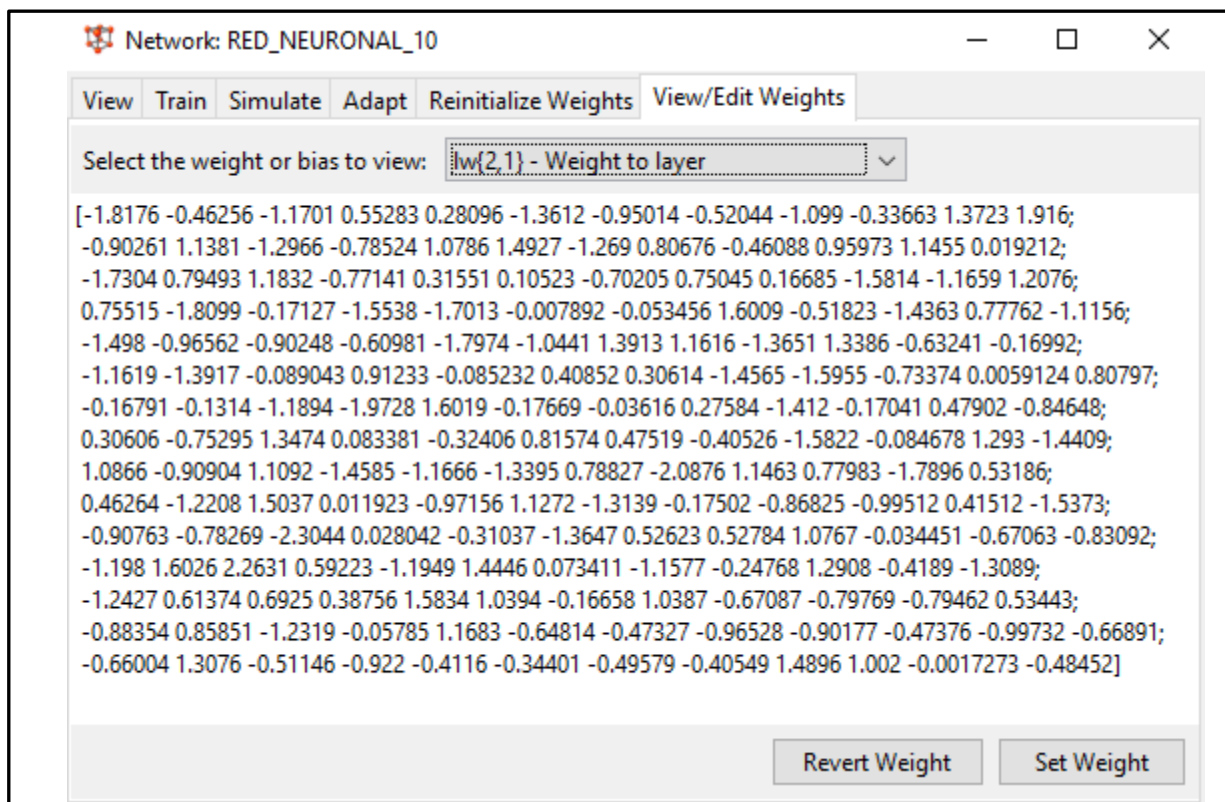 Network: RED_NEURONAL_10
View Train Simulate Adapt Reinitialize Weights View/Edit Weights
Select the weight or bias to view: lw{2,1} - Weight to layer
[-1.8176 -0.46256 -1.1701 0.55283 0.28096 -1.3612 -0.95014 -0.52044 -1.099 -0.33663 1.3723 1.916;
-0.90261 1.1381 -1.2966 -0.78524 1.0786 1.4927 -1.269 0.80676 -0.46088 0.95973 1.1455 0.019212;
-1.7304 0.79493 1.1832 -0.77141 0.31551 0.10523 -0.70205 0.75045 0.16685 -1.5814 -1.1659 1.2076;
0.75515 -1.8099 -0.17127 -1.5538 -1.7013 -0.007892 -0.053456 1.6009 -0.51823 -1.4363 0.77762 -1.1156;
-1.498 -0.96562 -0.90248 -0.60981 -1.7974 -1.0441 1.3913 1.1616 -1.3651 1.3386 -0.63241 -0.16992;
-1.1619 -1.3917 -0.089043 0.91233 -0.085232 0.40852 0.30614 -1.4565 -1.5955 -0.73374 0.0059124 0.80797;
-0.16791 -0.1314 -1.1894 -1.9728 1.6019 -0.17669 -0.03616 0.27584 -1.412 -0.17041 0.47902 -0.84648;
0.30606 -0.75295 1.3474 0.083381 -0.32406 0.81574 0.47519 -0.40526 -1.5822 -0.084678 1.293 -1.4409;
1.0866 -0.90904 1.1092 -1.4585 -1.1666 -1.3395 0.78827 -2.0876 1.1463 0.77983 -1.7896 0.53186;
0.46264 -1.2208 1.5037 0.011923 -0.97156 1.1272 -1.3139 -0.17502 -0.86825 -0.99512 0.41512 -1.5373;
-0.90763 -0.78269 -2.3044 0.028042 -0.31037 -1.3647 0.52623 0.52784 1.0767 -0.034451 -0.67063 -0.83092;
-1.198 1.6026 2.2631 0.59223 -1.1949 1.4446 0.073411 -1.1577 -0.24768 1.2908 -0.4189 -1.3089;
-1.2427 0.61374 0.6925 0.38756 1.5834 1.0394 -0.16658 1.0387 -0.67087 -0.79769 -0.79462 0.53443;
-0.88354 0.85851 -1.2319 -0.05785 1.1683 -0.64814 -0.47327 -0.96528 -0.90177 -0.47376 -0.99732 -0.66891;
-0.66004 1.3076 -0.51146 -0.922 -0.4116 -0.34401 -0.49579 -0.40549 1.4896 1.002 -0.0017273 -0.48452]
Revert Weight Set Weight